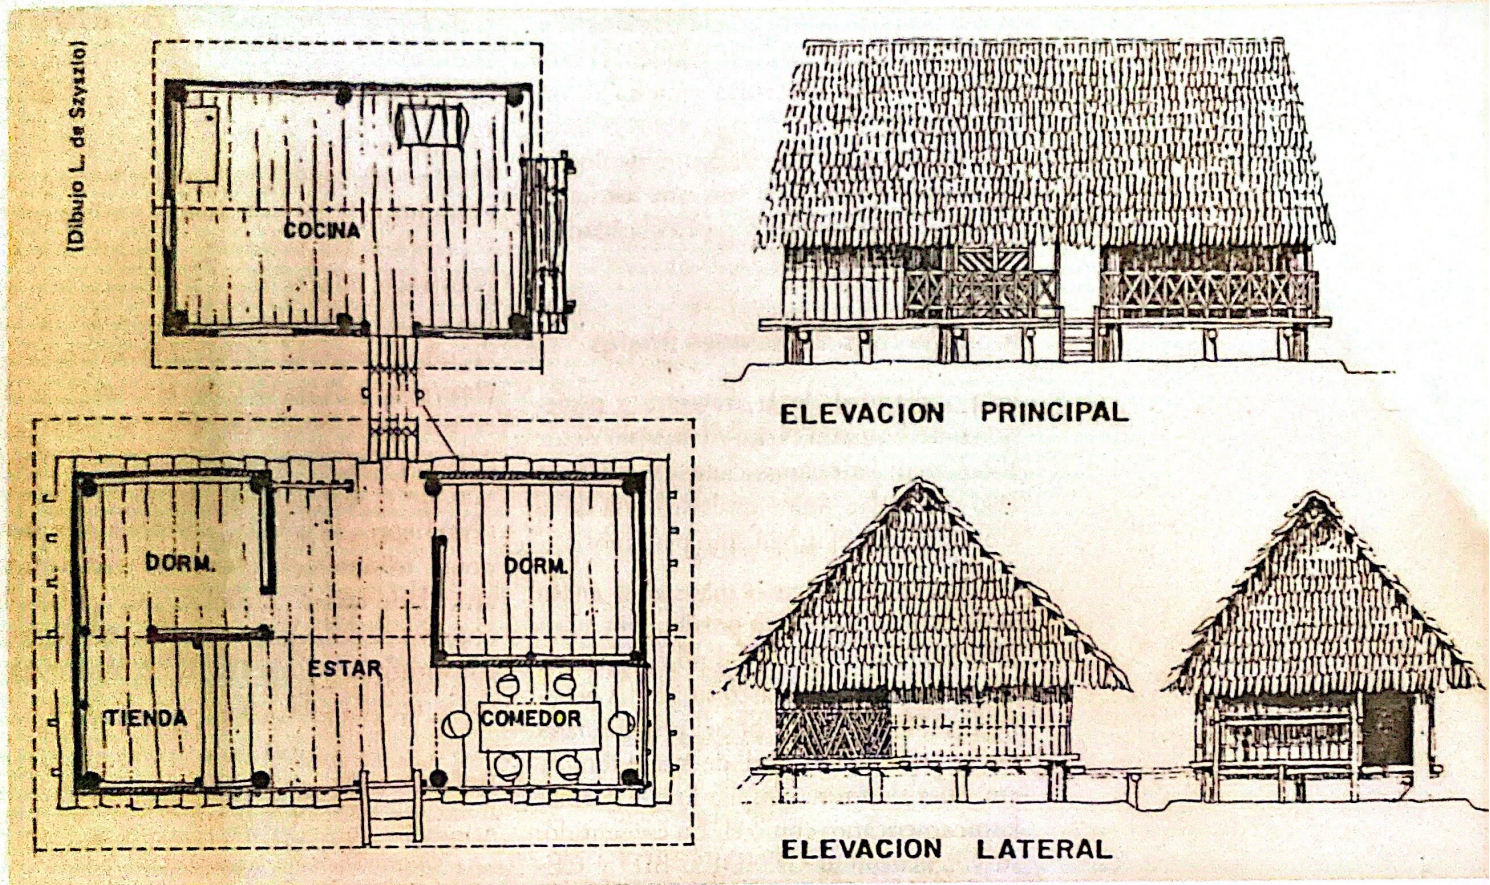 (Dibujo L. de Szyszlo)
COCINA
DORM.
DORM.
ESTAR
TIENDA
COMEDOR
ELEVACION PRINCIPAL
ELEVACION LATERAL